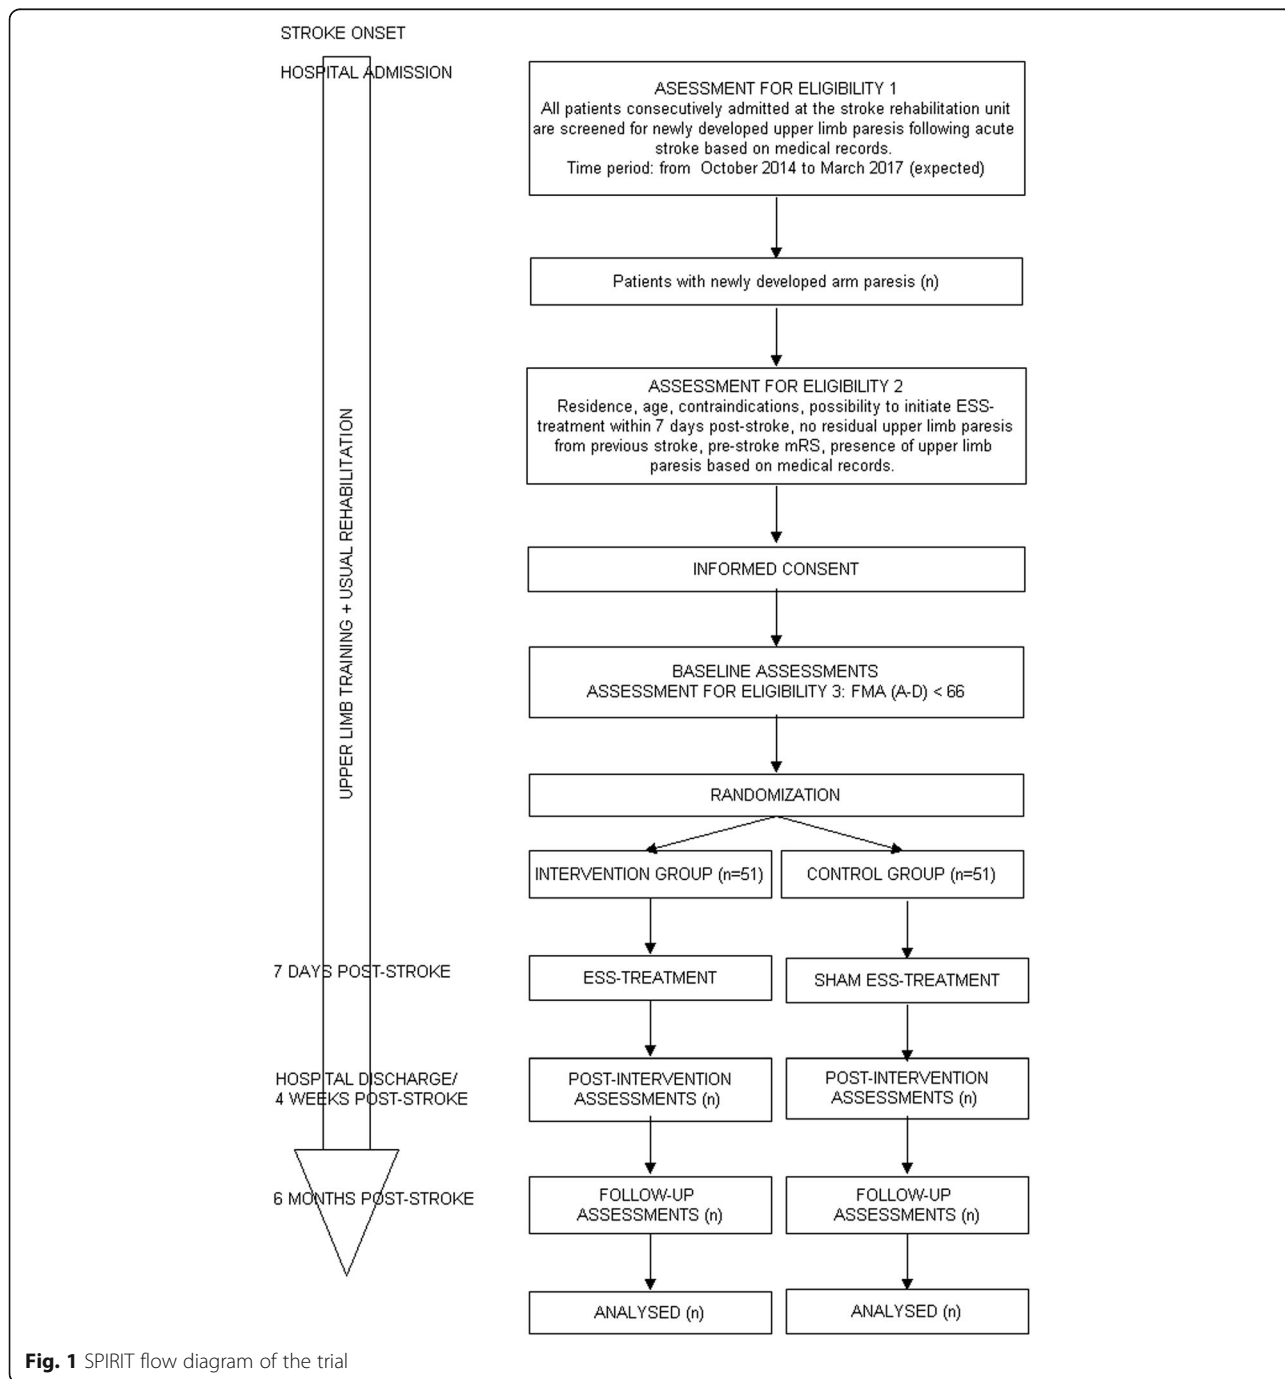 STROKE ONSET
HOSPITAL ADMISSION
ASESSMENT FOR ELIGIBILITY 1
All patients consecutively admitted at the stroke rehabilitation unit
are screened for newly developed upper limb paresis following acute
stroke based on medical records.
Time period: from October 2014 to March 2017 (expected)
Patients with newly developed arm paresis (n)
ASSESSMENT FOR ELIGIBILITY 2
Residence, age, contraindications, possibility to initiate ESS-
treatment within 7 days post-stroke, no residual upper limb paresis
from previous stroke, pre-stroke mRS, presence of upper limb
paresis based on medical records.
UPPER LIMB TRAINING + USUAL REHABILITATION
INFORMED CONSENT
BASELINE ASSESSMENTS
ASSESSMENT FOR ELIGIBILITY 3: FMA (A-D) < 66
RANDOMIZATION
INTERVENTION GROUP (n=51)
CONTROL GROUP (n=51)
7 DAYS POST-STROKE
ESS-TREATMENT
SHAM ESS-TREATMENT
HOSPITAL DISCHARGE/
4 WEEKS POST-STROKE
POST-INTERVENTION
ASSESSMENTS (n)
POST-INTERVENTION
ASSESSMENTS (n)
6 MONTHS POST-STROKE
FOLLOW-UP
ASSESSMENTS (n)
FOLLOW-UP
ASSESSMENTS (n)
ANALYSED (n)
ANALYSED (n)
Fig. 1 SPIRIT flow diagram of the trial